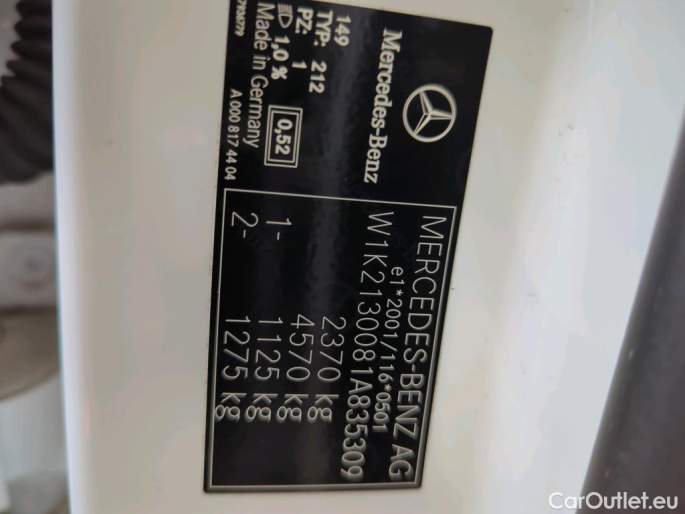 MERCEDES-BENZ AG
e1*2001/116*0501
W1K2130081A835309
2370 kg
4570 kg
1- 1125 kg
2- 1275 kg
Mercedes-Benz
149
TYP: 212
PZ: 1
1,0 %
0,52
Made in Germany
A 000 817 44 04
CarOutlet.eu